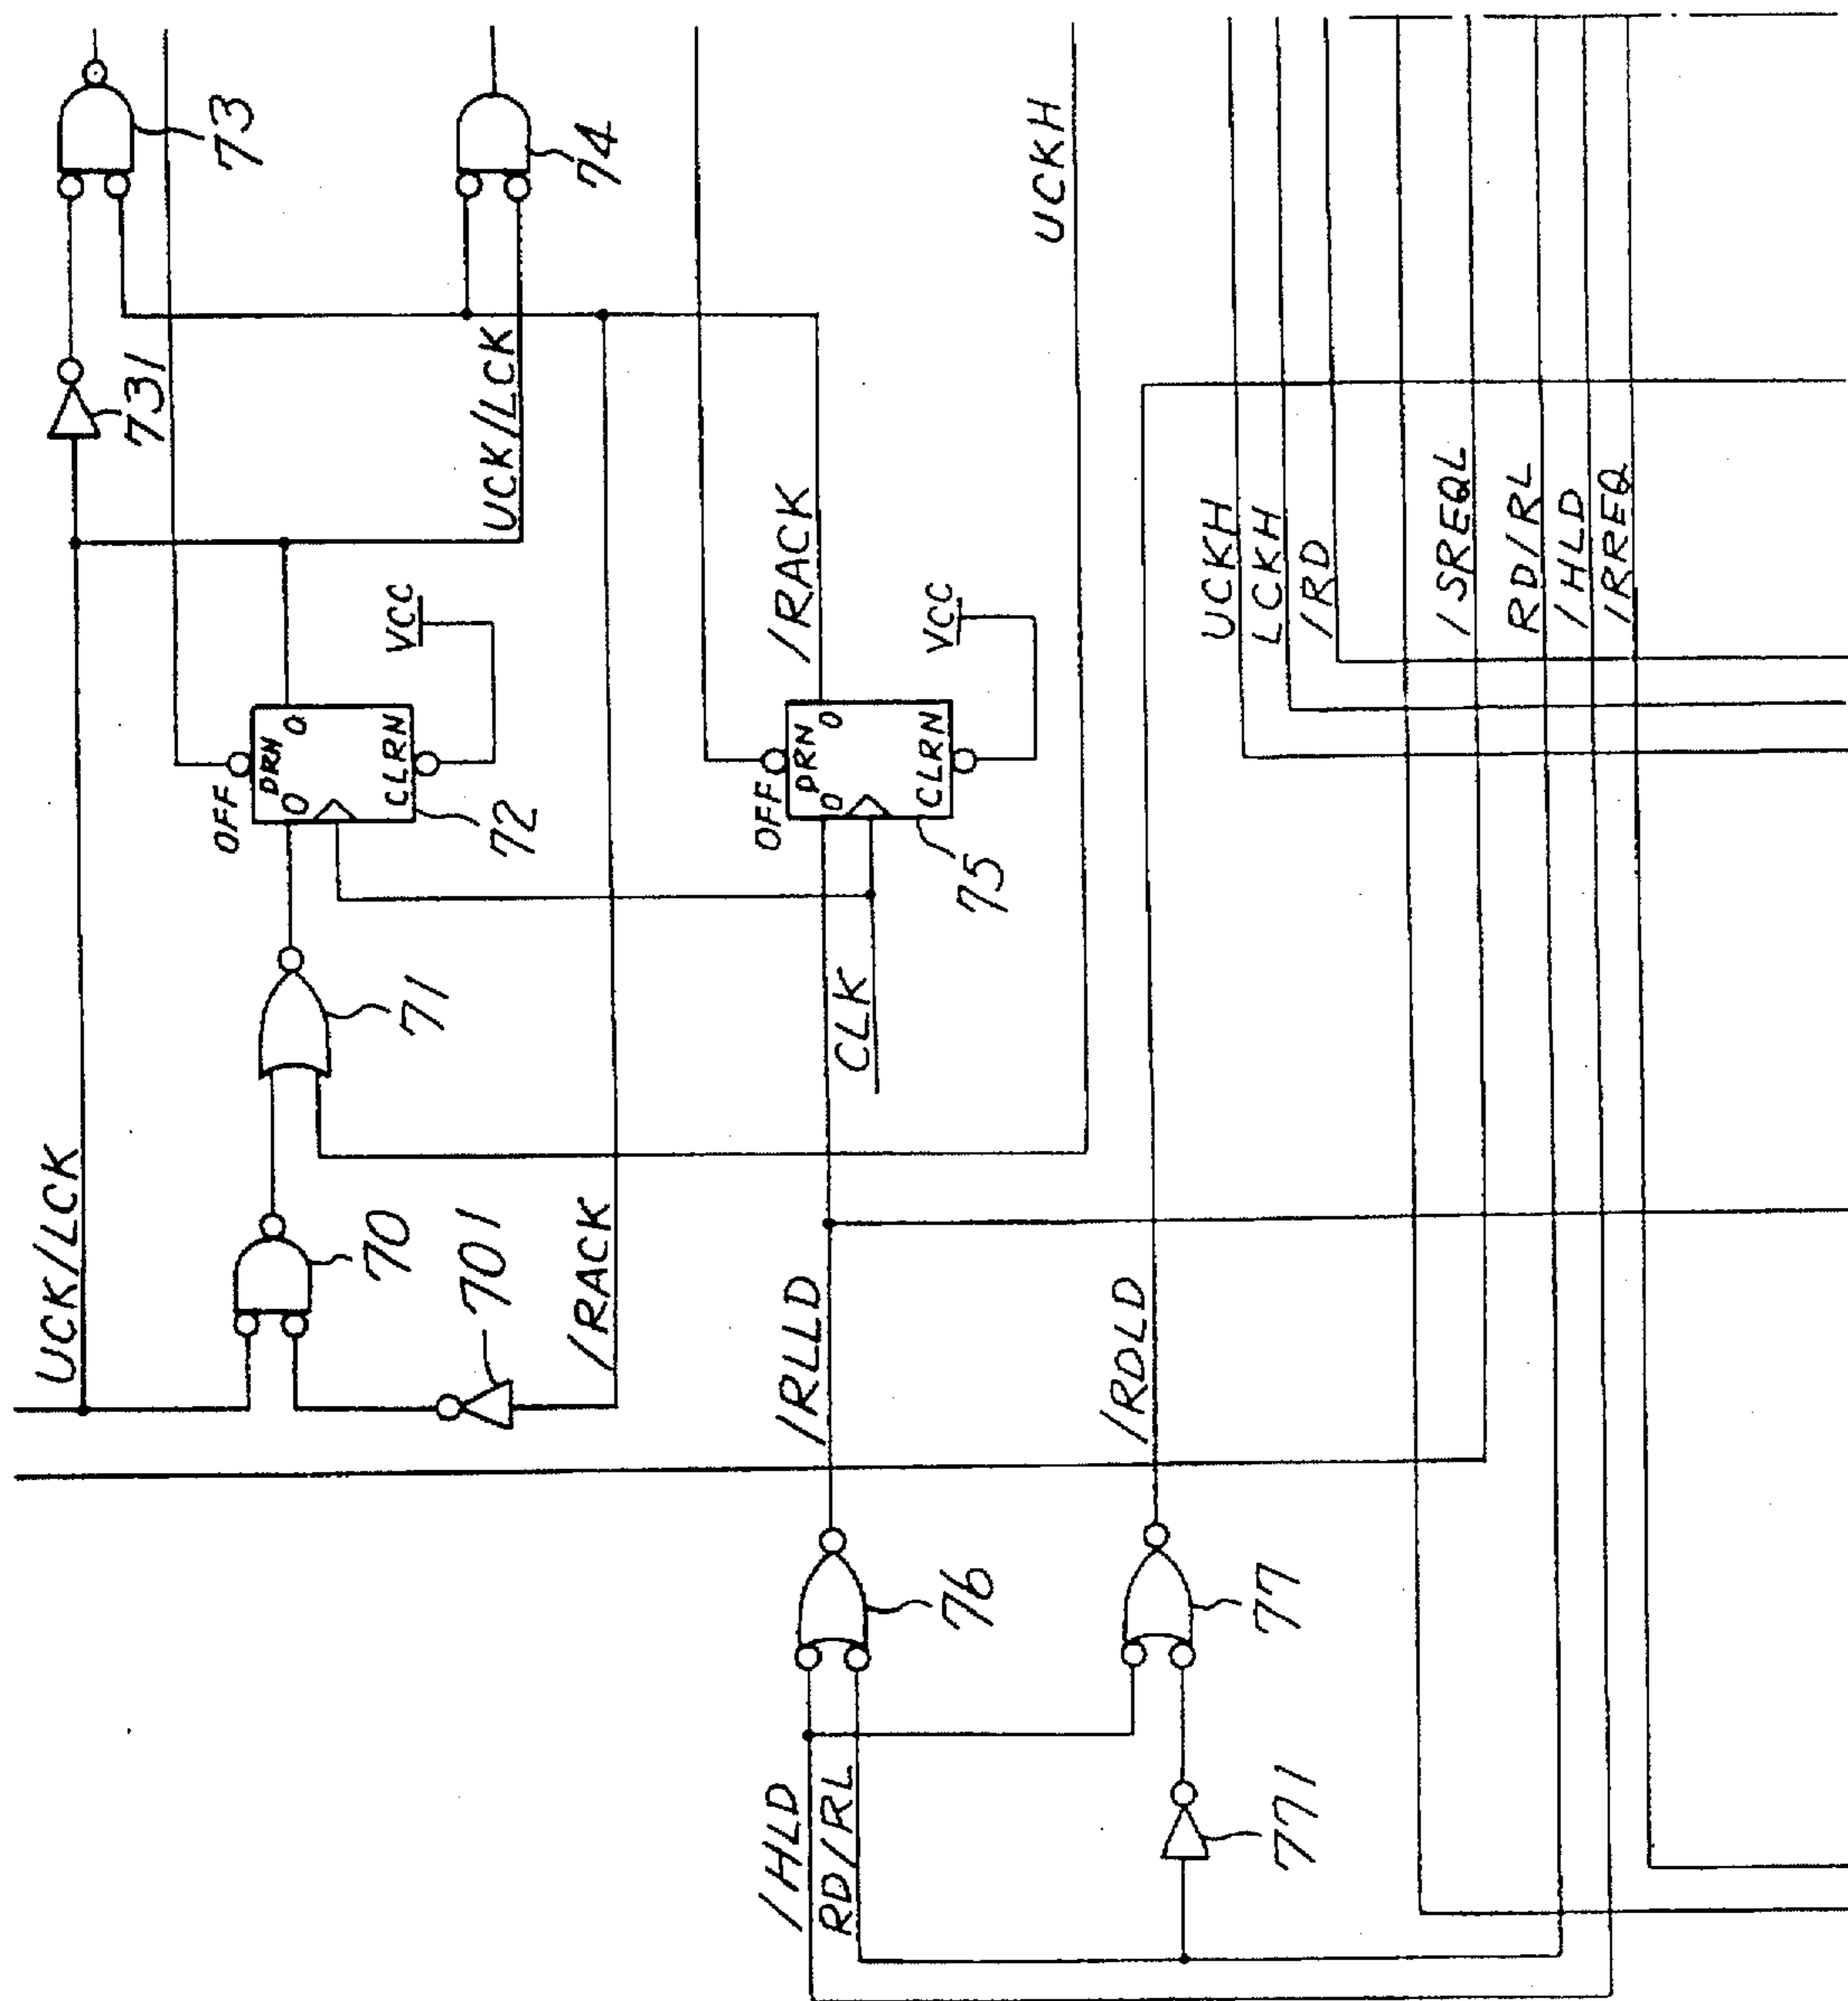 73
731
UCK/LCK
OFF
PRN
O
O
CLRN
72
VCC
UCK/LCK
74
71
70
701
/RACK
OFF
PRN
O
O
CLRN
75
VCC
/RACK
CLK
UCKH
/RLLD
/RDLD
76
77
771
/HLD
RD/RL
UCKH
LCKH
/RD
/SREQL
RD/RL
/HLD
/RREQ